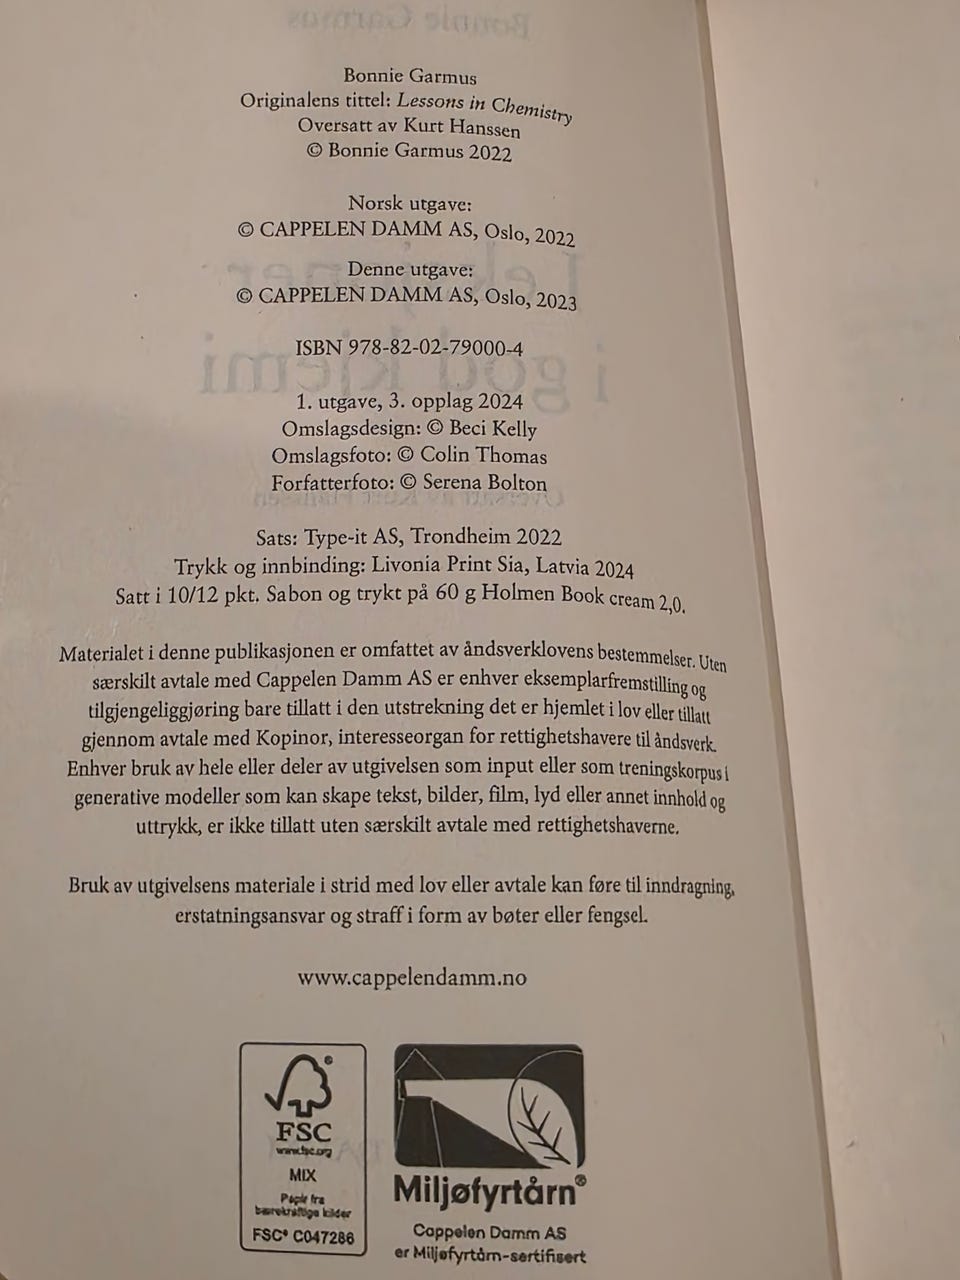 Bonnie Garmus
Originalens tittel: Lessons in Chemistry
Oversatt av Kurt Hanssen
© Bonnie Garmus 2022
Norsk utgave:
© CAPPELEN DAMM AS, Oslo, 2022
Denne utgave:
© CAPPELEN DAMM AS, Oslo, 2023
ISBN 978-82-02-79000-4
1. utgave, 3. opplag 2024
Omslagsdesign: © Beci Kelly
Omslagsfoto: © Colin Thomas
Forfatterfoto: © Serena Bolton
Sats: Type-it AS, Trondheim 2022
Trykk og innbinding: Livonia Print Sia, Latvia 2024
Satt i 10/12 pkt. Sabon og trykt på 60 g Holmen Book cream 2,0.
Materialet i denne publikasjonen er omfattet av åndsverklovens bestemmelser. Uten
særskilt avtale med Cappelen Damm AS er enhver eksemplarfremstilling og
tilgjengeliggjøring bare tillatt i den utstrekning det er hjemlet i lov eller tillatt
gjennom avtale med Kopinor, interesseorgan for rettighetshavere til åndsverk.
Enhver bruk av hele eller deler av utgivelsen som input eller som treningskorpus i
generative modeller som kan skape tekst, bilder, film, lyd eller annet innhold og
uttrykk, er ikke tillatt uten særskilt avtale med rettighetshaverne.
Bruk av utgivelsens materiale i strid med lov eller avtale kan føre til inndragning,
erstatningsansvar og straff i form av bøter eller fengsel.
www.cappelendamm.no
FSC
www.fsc.org
MIX
Papir fra
bærekraftige kilder
FSC® C047286
Miljøfyrtårn®
Cappelen Damm AS
er Miljøfyrtårn-sertifisert